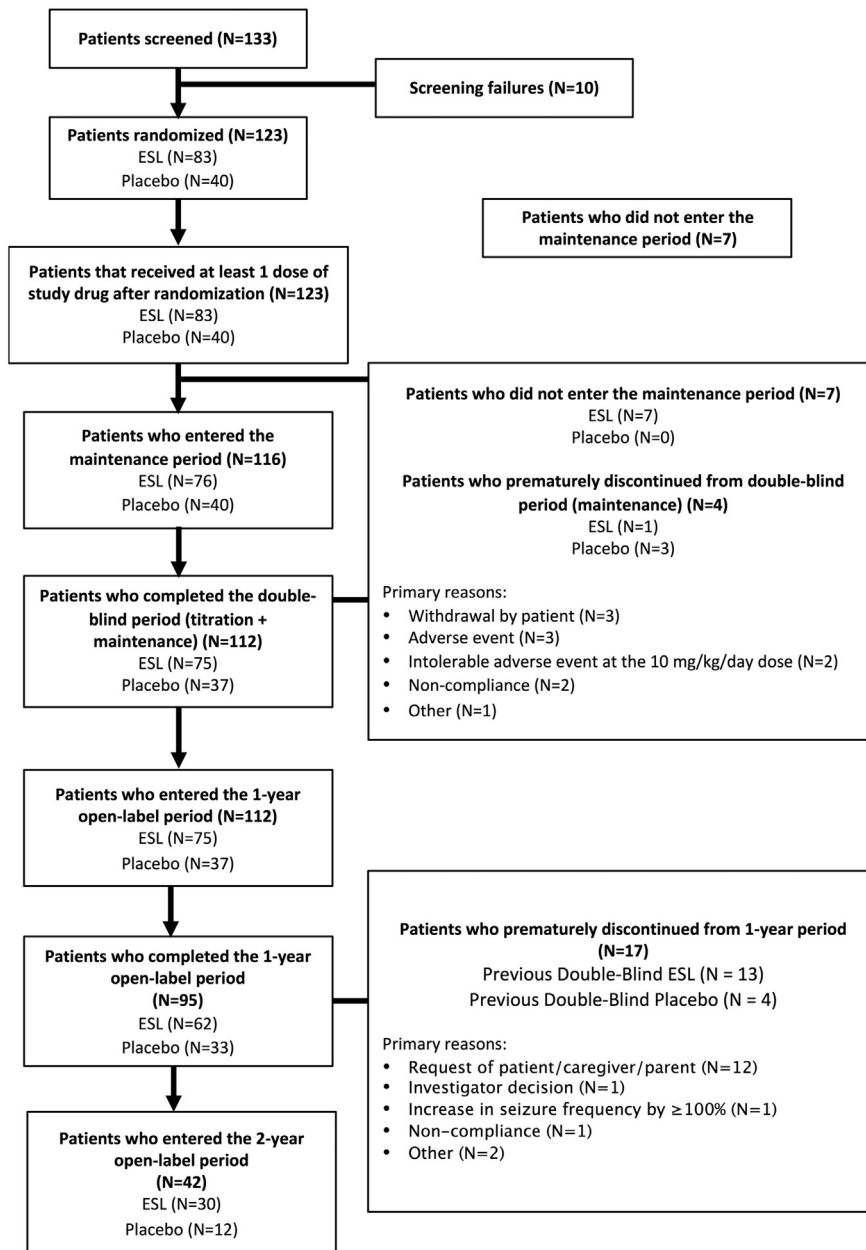 Patients screened (N=133)
Screening failures (N=10)
Patients randomized (N=123)
ESL (N=83)
Placebo (N=40)
Patients who did not enter the
maintenance period (N=7)
Patients that received at least 1 dose of
study drug after randomization (N=123)
ESL (N=83)
Placebo (N=40)
Patients who did not enter the maintenance period (N=7)
ESL (N=7)
Placebo (N=0)
Patients who prematurely discontinued from double-blind
period (maintenance) (N=4)
ESL (N=1)
Placebo (N=3)
Primary reasons:
• Withdrawal by patient (N=3)
• Adverse event (N=3)
• Intolerable adverse event at the 10 mg/kg/day dose (N=2)
• Non-compliance (N=2)
• Other (N=1)
Patients who entered the
maintenance period (N=116)
ESL (N=76)
Placebo (N=40)
Patients who completed the double-
blind period (titration +
maintenance) (N=112)
ESL (N=75)
Placebo (N=37)
Patients who entered the 1-year
open-label period (N=112)
ESL (N=75)
Placebo (N=37)
Patients who completed the 1-year
open-label period
(N=95)
ESL (N=62)
Placebo (N=33)
Patients who prematurely discontinued from 1-year period
(N=17)
Previous Double-Blind ESL (N = 13)
Previous Double-Blind Placebo (N = 4)
Primary reasons:
• Request of patient/caregiver/parent (N=12)
• Investigator decision (N=1)
• Increase in seizure frequency by ≥100% (N=1)
• Non-compliance (N=1)
• Other (N=2)
Patients who entered the 2-year
open-label period
(N=42)
ESL (N=30)
Placebo (N=12)